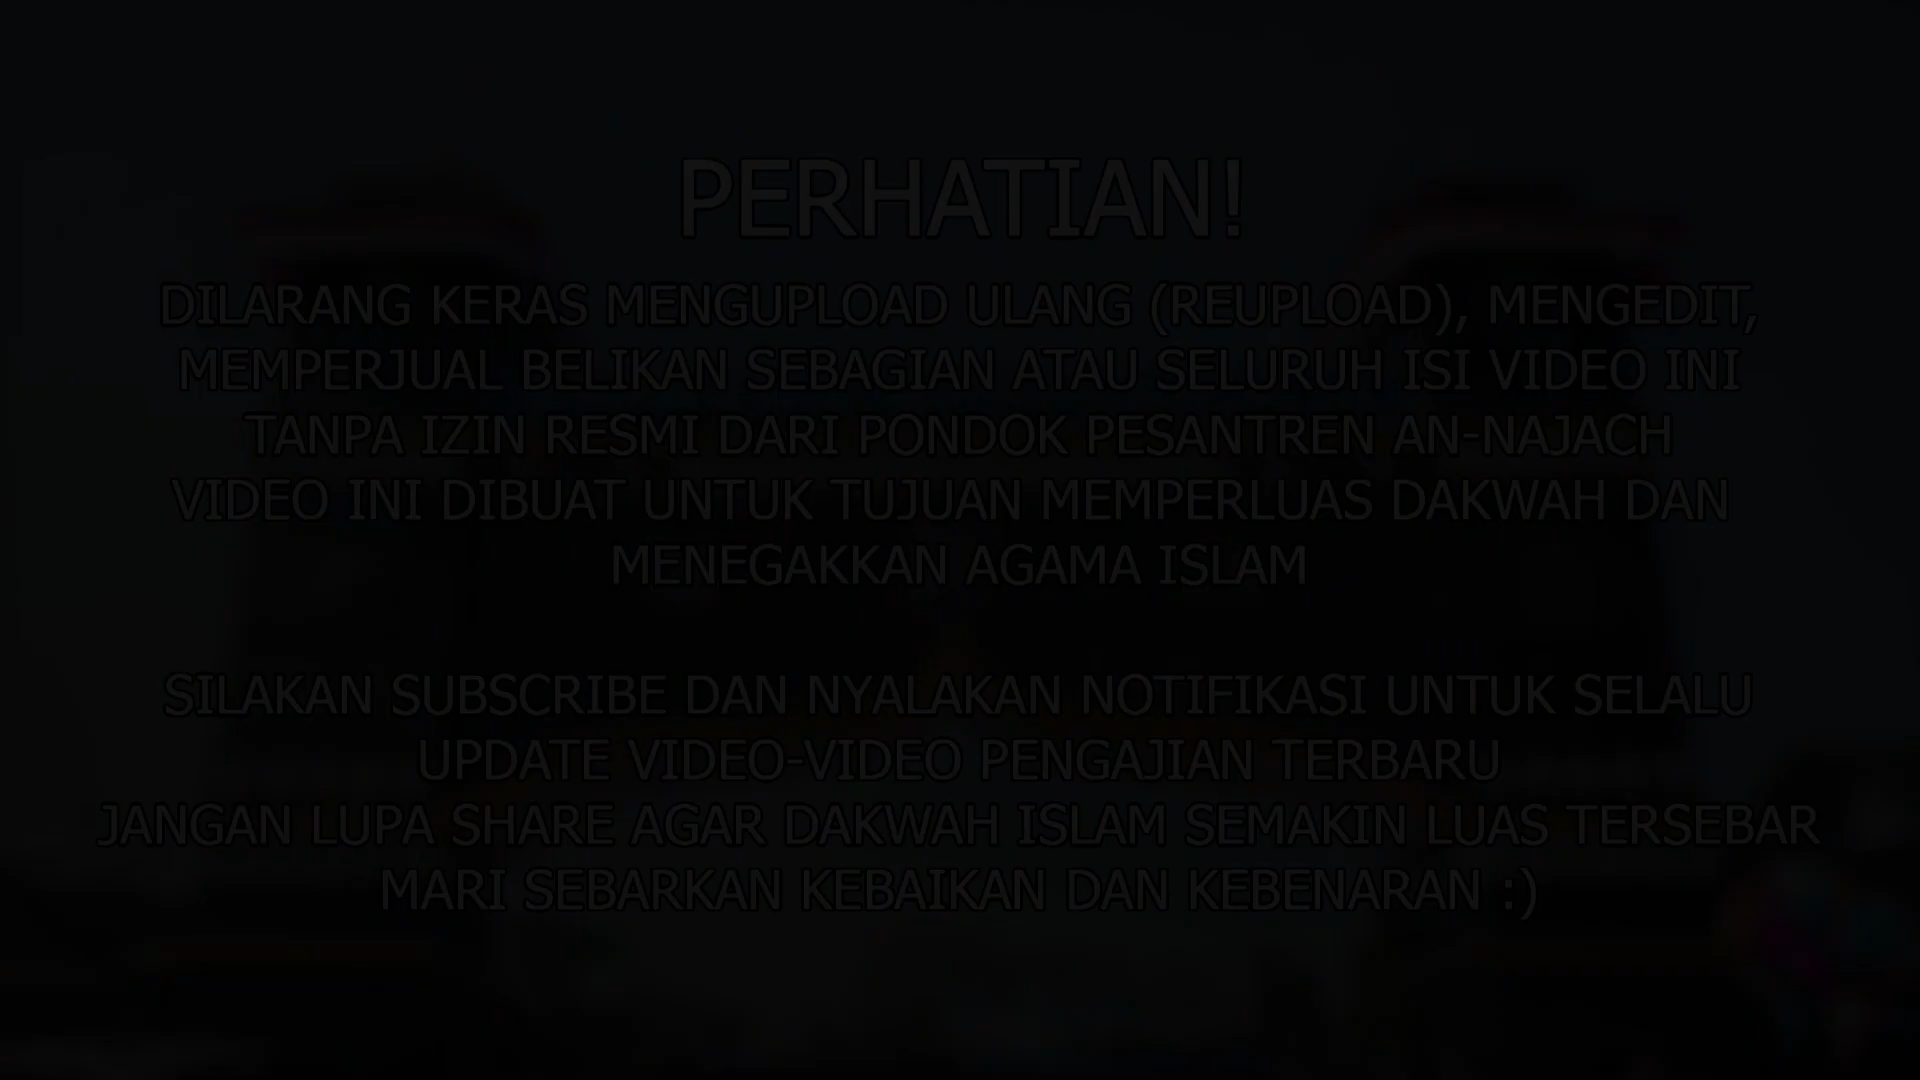 PERHATIAN!
DILARANG KERAS MENGUPLOAD ULANG (REUPLOAD), MENGEDIT,
MEMPERJUAL BELIKAN SEBAGIAN ATAU SELURUH ISI VIDEO INI
TANPA IZIN RESMI DARI PONDOK PESANTREN AN-NAJACH
VIDEO INI DIBUAT UNTUK TUJUAN MEMPERLUAS DAKWAH DAN
MENEGAKKAN AGAMA ISLAM
SILAKAN SUBSCRIBE DAN NYALAKAN NOTIFIKASI UNTUK SELALU
UPDATE VIDEO-VIDEO PENGAJIAN TERBARU
JANGAN LUPA SHARE AGAR DAKWAH ISLAM SEMAKIN LUAS TERSEBAR
MARI SEBARKAN KEBAIKAN DAN KEBENARAN :)